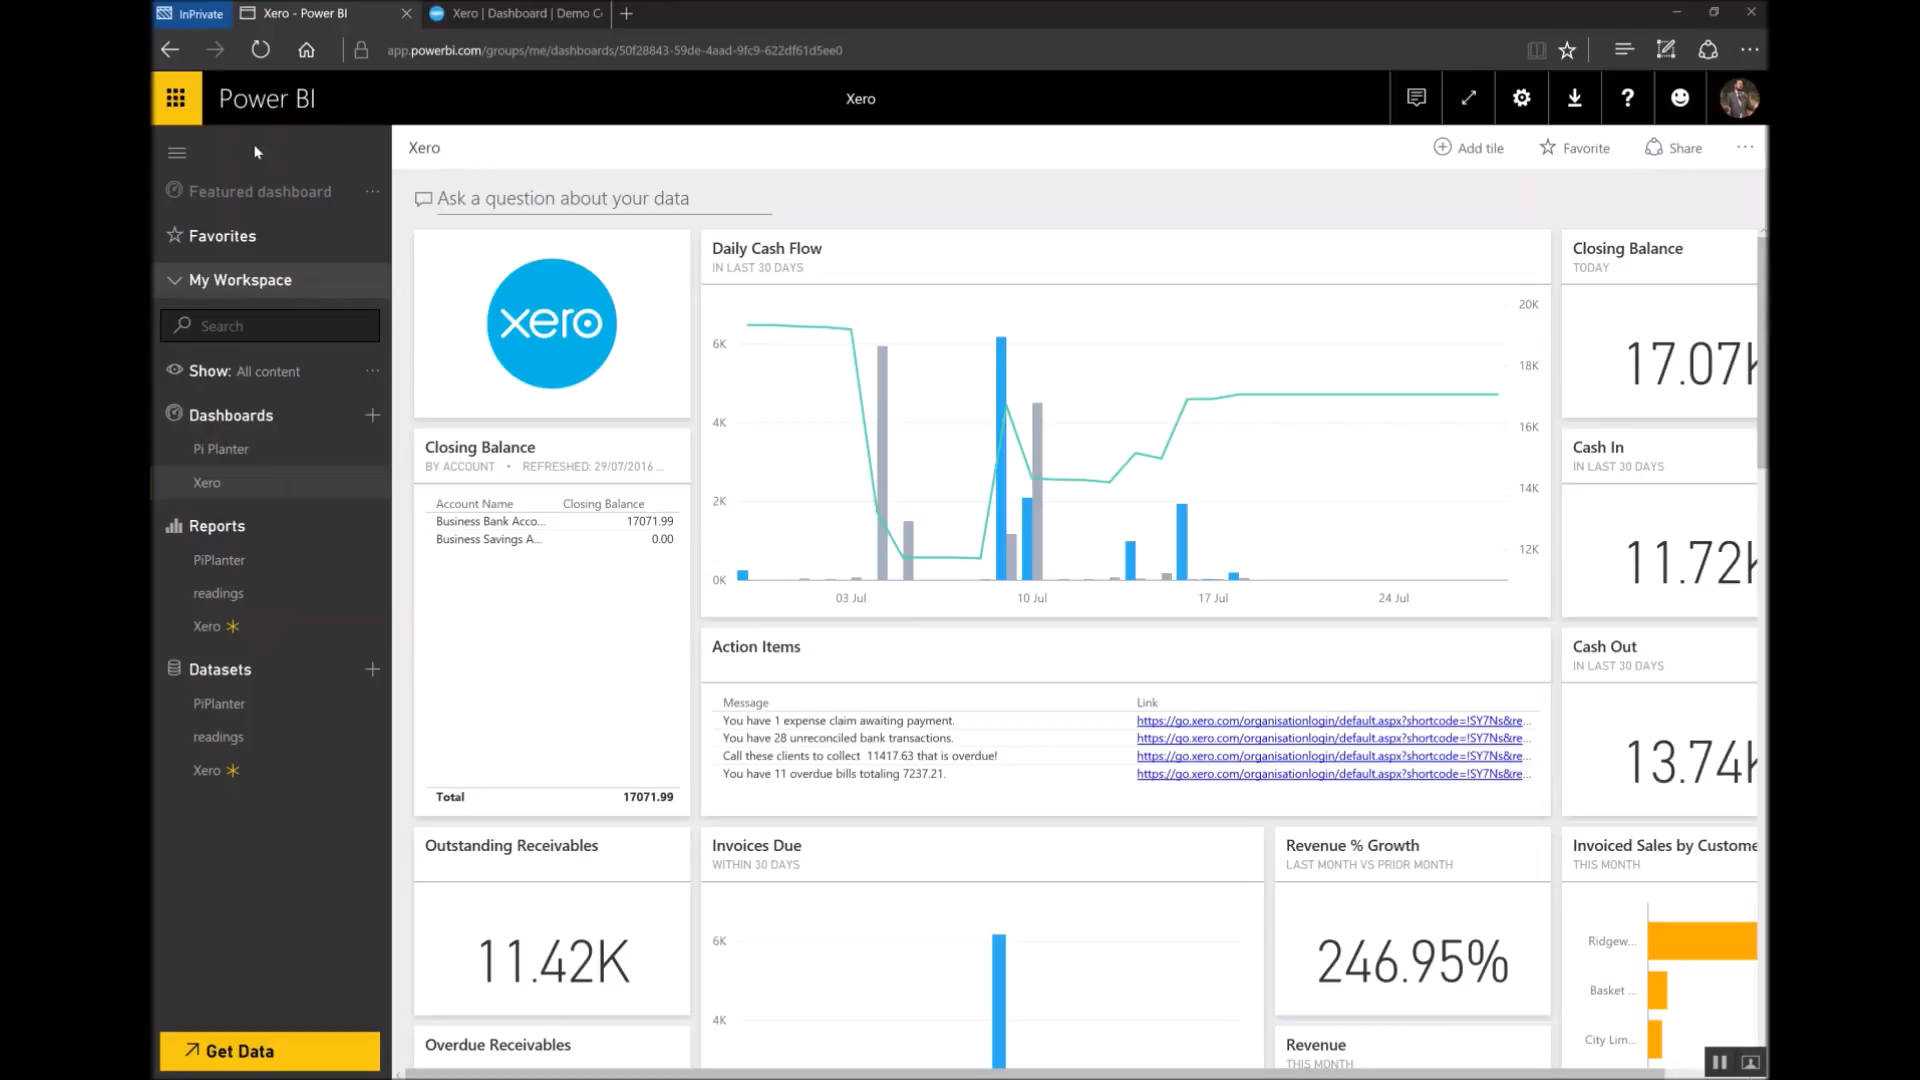 InPrivate
Xero - Power BI
Xero | Dashboard | Demo C
app.powerbi.com/groups/me/dashboards/50f28843-59de-4aad-9fc9-622df61d5ee0
Power BI
Xero
Xero
Add tile
Favorite
Share
Featured dashboard
Favorites
My Workspace
Search
Show: All content
Dashboards
Pi Planter
Xero
Reports
PiPlanter
readings
Xero
Datasets
PiPlanter
readings
Xero
Get Data
Ask a question about your data
xero
Closing Balance
BY ACCOUNT • REFRESHED: 29/07/2016 ...
Account Name Closing Balance
Business Bank Acco... 17071.99
Business Savings A... 0.00
Total 17071.99
Daily Cash Flow
IN LAST 30 DAYS
6K
4K
2K
0K
20K
18K
16K
14K
12K
03 Jul 10 Jul 17 Jul 24 Jul
Action Items
Message Link
You have 1 expense claim awaiting payment. https://go.xero.com/organisationlogin/default.aspx?shortcode=!SY7Ns&re...
You have 28 unreconciled bank transactions. https://go.xero.com/organisationlogin/default.aspx?shortcode=!SY7Ns&re...
Call these clients to collect 11417.63 that is overdue! https://go.xero.com/organisationlogin/default.aspx?shortcode=!SY7Ns&re...
You have 11 overdue bills totaling 7237.21. https://go.xero.com/organisationlogin/default.aspx?shortcode=!SY7Ns&re...
Closing Balance
TODAY
17.07K
Cash In
IN LAST 30 DAYS
11.72K
Cash Out
IN LAST 30 DAYS
13.74K
Outstanding Receivables
11.42K
Overdue Receivables
Invoices Due
WITHIN 30 DAYS
6K
4K
Revenue % Growth
LAST MONTH VS PRIOR MONTH
246.95%
Revenue
THIS MONTH
Invoiced Sales by Custome
THIS MONTH
Ridgew...
Basket ...
City Lim...